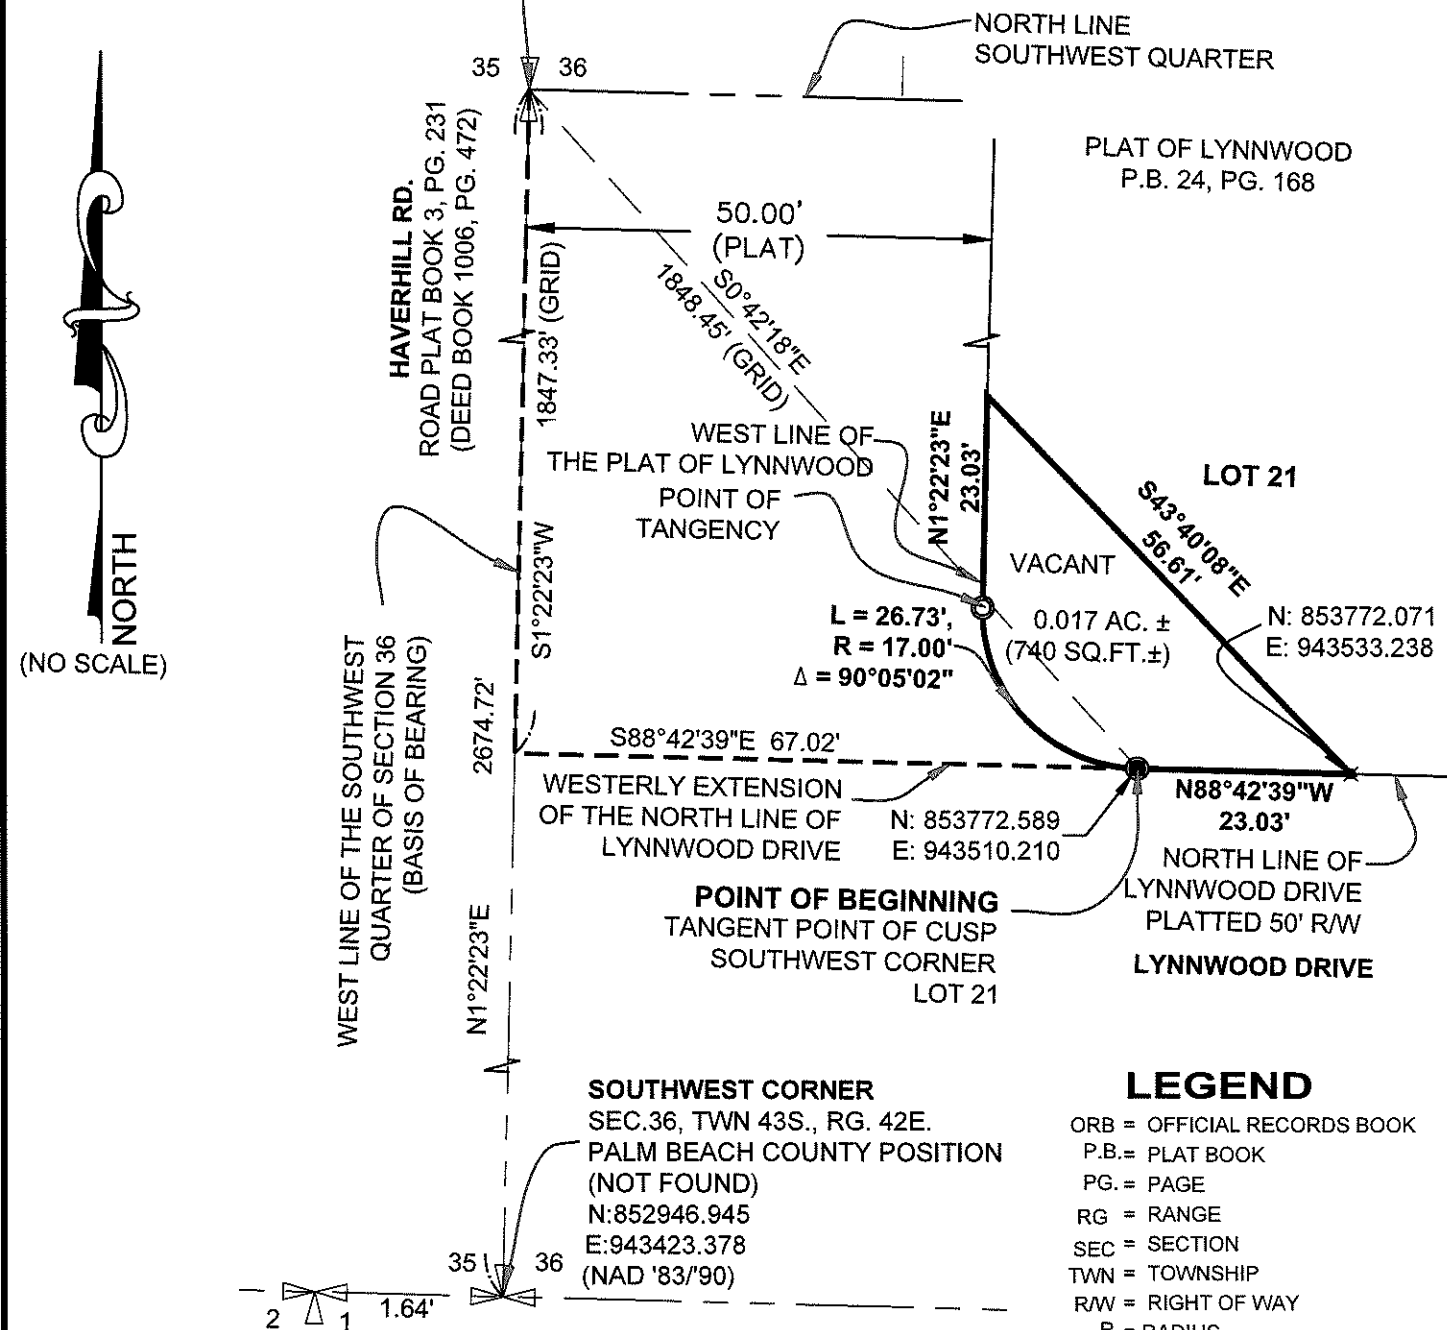 NORTH LINE
SOUTHWEST QUARTER
35
36
PLAT OF LYNNWOOD
P.B. 24, PG. 168
HAVERHILL RD.
ROAD PLAT BOOK 3, PG. 231
(DEED BOOK 1006, PG. 472)
50.00'
(PLAT)
1847.33' (GRID)
S0°42'18"E
1848.45' (GRID)
NORTH
(NO SCALE)
WEST LINE OF
THE PLAT OF LYNNWOOD
POINT OF
TANGENCY
N1°22'23"E
23.03'
LOT 21
S43°40'08"E
56.61'
VACANT
0.017 AC. ±
(740 SQ.FT.±)
L = 26.73',
R = 17.00'
Δ = 90°05'02"
N: 853772.071
E: 943533.238
S1°22'23"W
WEST LINE OF THE SOUTHWEST
QUARTER OF SECTION 36
(BASIS OF BEARING)
2674.72'
S88°42'39"E 67.02'
WESTERLY EXTENSION
OF THE NORTH LINE OF
LYNNWOOD DRIVE
N: 853772.589
E: 943510.210
N88°42'39"W
23.03'
NORTH LINE OF
LYNNWOOD DRIVE
PLATTED 50' R/W
LYNNWOOD DRIVE
POINT OF BEGINNING
TANGENT POINT OF CUSP
SOUTHWEST CORNER
LOT 21
N1°22'23"E
SOUTHWEST CORNER
SEC.36, TWN 43S., RG. 42E.
PALM BEACH COUNTY POSITION
(NOT FOUND)
N:852946.945
E:943423.378
(NAD '83/'90)
35
36
2
1
1.64'
LEGEND
ORB = OFFICIAL RECORDS BOOK
P.B.= PLAT BOOK
PG. = PAGE
RG = RANGE
SEC = SECTION
TWN = TOWNSHIP
R/W = RIGHT OF WAY
R = RADIUS